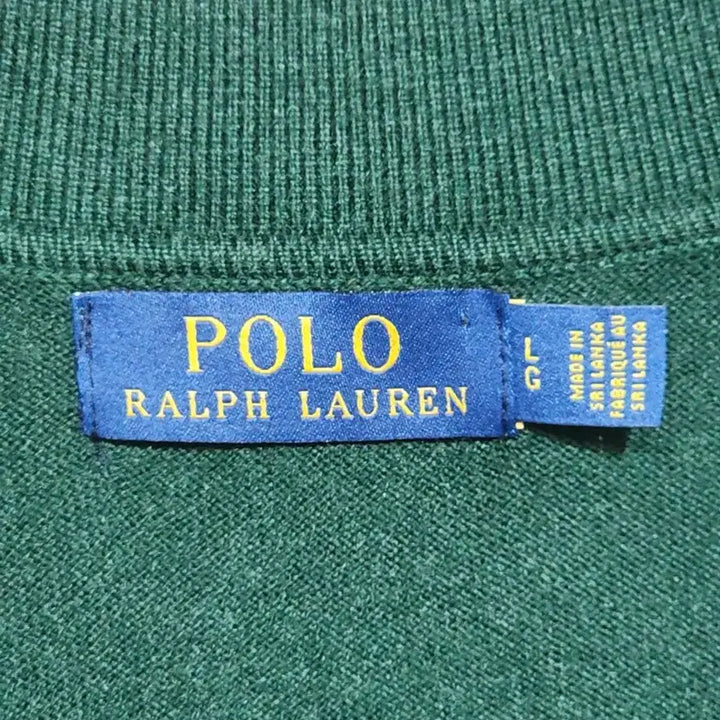 POLO
RALPH LAUREN
L
G
MADE IN
SRI LANKA
FABRIQUÉ AU
SRI LANKA